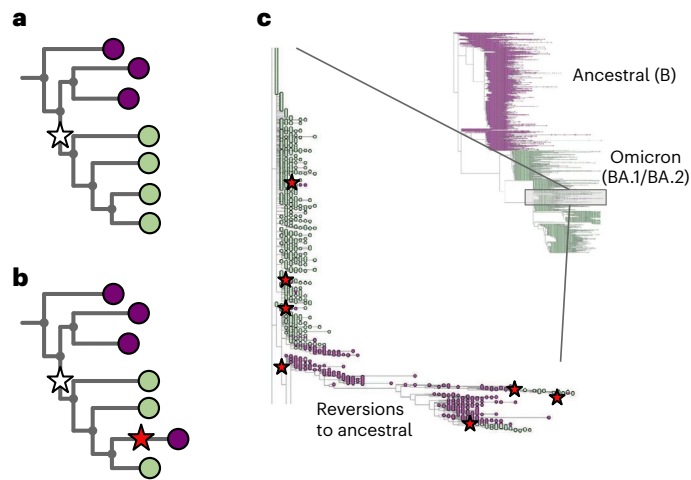 a
c
Ancestral (B)
Omicron
(BA.1/BA.2)
b
Reversions
to ancestral